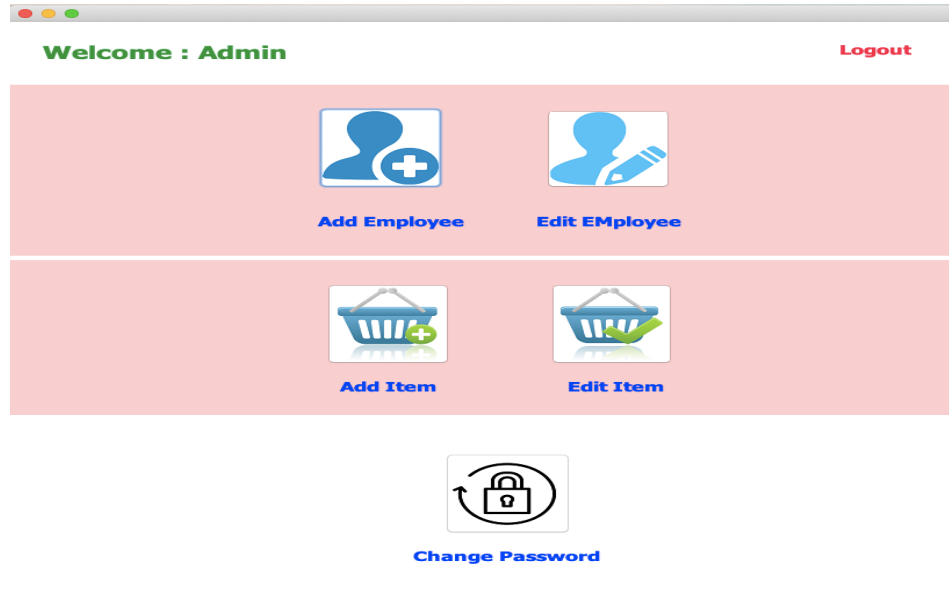 Welcome : Admin
Logout
Add Employee
Edit EMployee
Add Item
Edit Item
Change Password